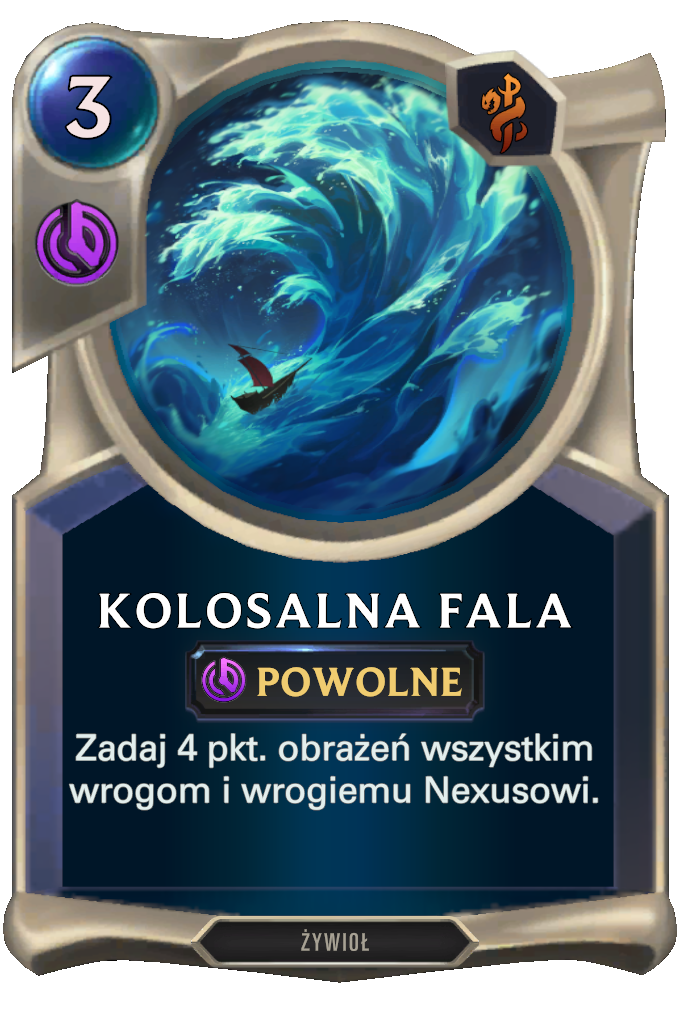 3
KOLOSALNA FALA
POWOLNE
Zadaj 4 pkt. obrażeń wszystkim
wrogom i wrogiemu Nexusowi.
ŻYWIOŁ